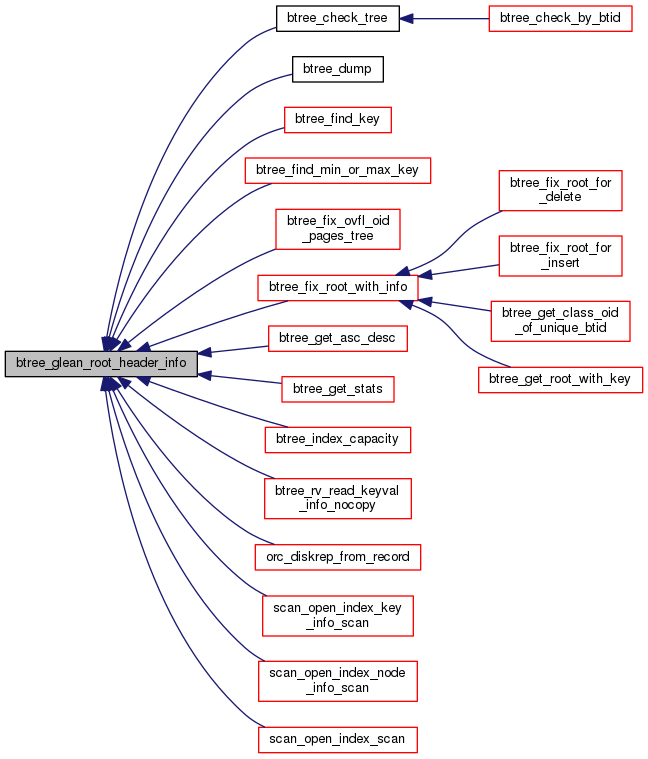 btree_check_tree
btree_check_by_btid
btree_dump
btree_find_key
btree_find_min_or_max_key
btree_fix_root_for
_delete
btree_fix_ovfl_oid
_pages_tree
btree_fix_root_for
_insert
btree_fix_root_with_info
btree_get_class_oid
_of_unique_btid
btree_get_asc_desc
btree_glean_root_header_info
btree_get_root_with_key
btree_get_stats
btree_index_capacity
btree_rv_read_keyval
_info_nocopy
orc_diskrep_from_record
scan_open_index_key
_info_scan
scan_open_index_node
_info_scan
scan_open_index_scan